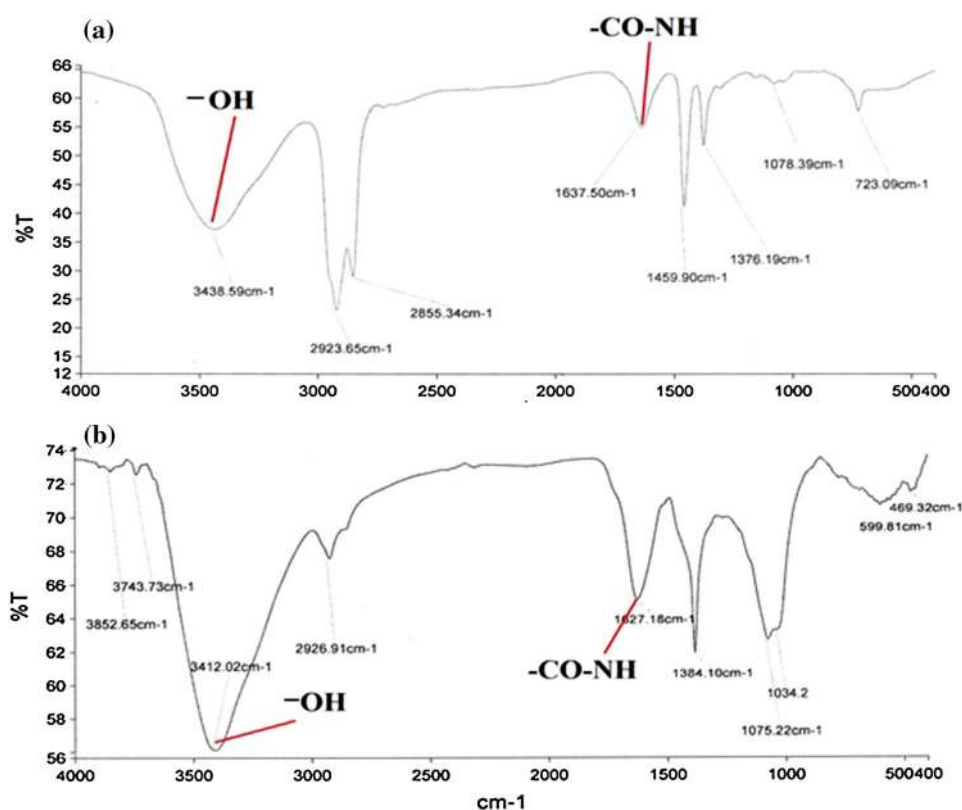 (a)
-CO-NH
66
60
55
50
45
40
35
30
25
20
15
12
%T
−OH
3438.59cm-1
2923.65cm-1
2855.34cm-1
1637.50cm-1
1459.90cm-1
1376.19cm-1
1078.39cm-1
723.09cm-1
4000 3500 3000 2500 2000 1500 1000 500400
(b)
74
72
70
68
66
64
62
60
58
56
%T
3852.65cm-1
3743.73cm-1
3412.02cm-1
−OH
2926.91cm-1
-CO-NH
1627.18cm-1
1384.10cm-1
1075.22cm-1
1034.2
599.81cm-1
469.32cm-1
4000 3500 3000 2500 2000 1500 1000 500400
cm-1